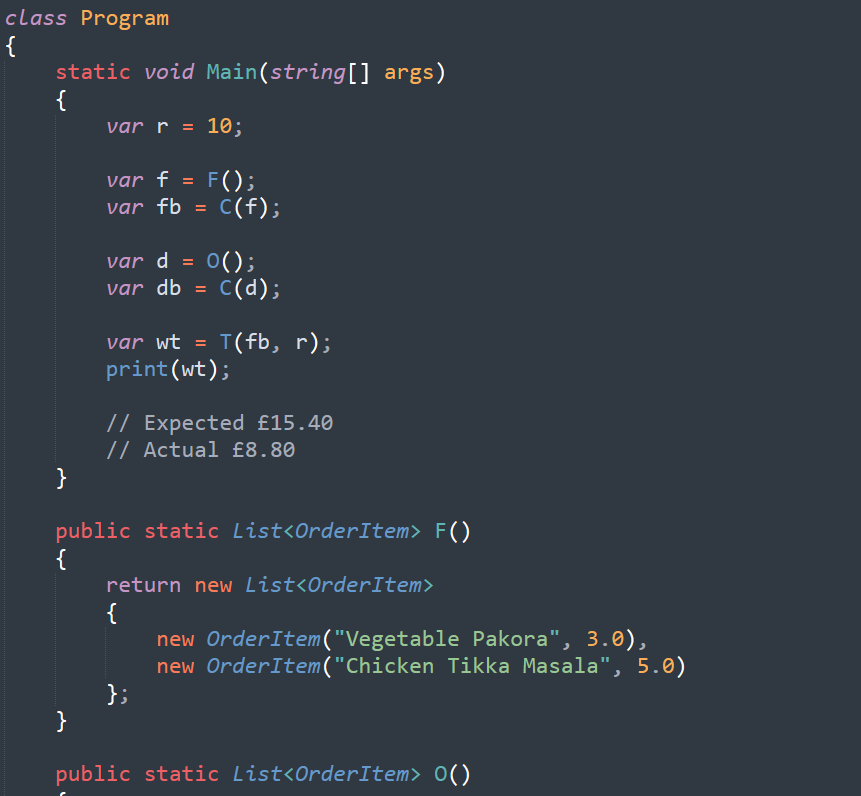 class Program
{
    static void Main(string[] args)
    {
        var r = 10;

        var f = F();
        var fb = C(f);

        var d = O();
        var db = C(d);

        var wt = T(fb, r);
        print(wt);

        // Expected £15.40
        // Actual £8.80
    }

    public static List<OrderItem> F()
    {
        return new List<OrderItem>
        {
            new OrderItem("Vegetable Pakora", 3.0),
            new OrderItem("Chicken Tikka Masala", 5.0)
        };
    }

    public static List<OrderItem> O()
    {